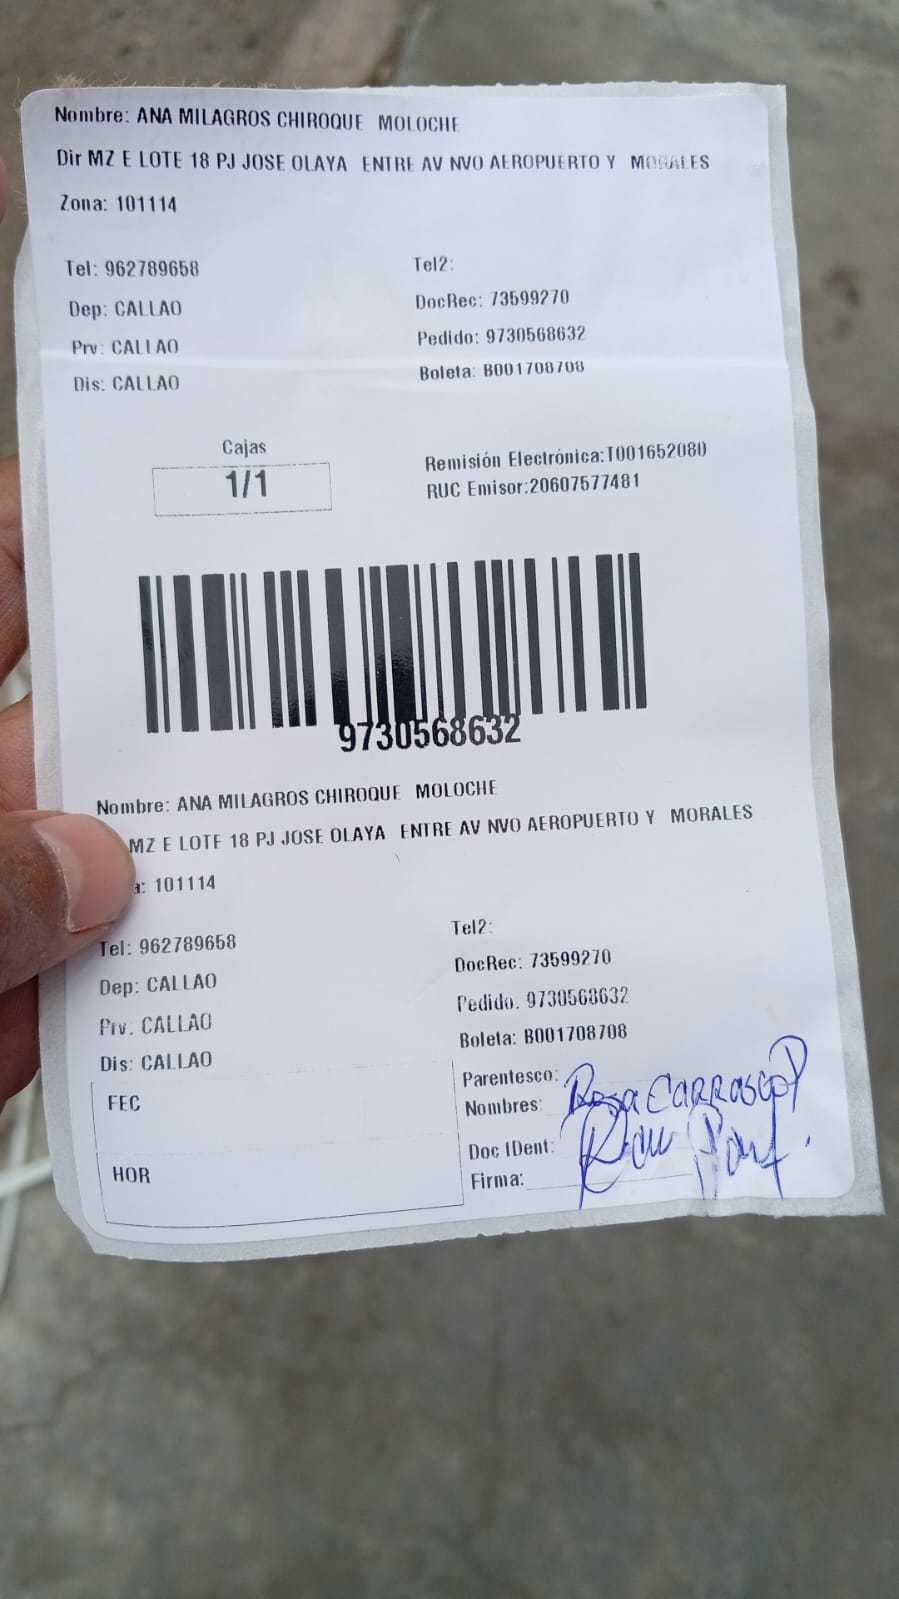 Nombre: ANA MILAGROS CHIROQUE MOLOCHE
Dir MZ E LOTE 18 PJ JOSE OLAYA ENTRE AV NVO AEROPUERTO Y MORALES
Zona: 101114
Tel: 962789658
Tel2:
Dep: CALLAO
DocRec: 73599270
Prv: CALLAO
Pedido: 9730568632
Dis: CALLAO
Boleta: B001708708
Cajas
1/1
Remisión Electrónica:T001652080
RUC Emisor:20607577481
9730568632
Nombre: ANA MILAGROS CHIROQUE MOLOCHE
MZ E LOTE 18 PJ JOSE OLAYA ENTRE AV NVO AEROPUERTO Y MORALES
a: 101114
Tel: 962789658
Tel2:
Dep: CALLAO
DocRec: 73599270
Prv. CALLAO
Pedido. 9730568632
Dis: CALLAO
Boleta: B001708708
FEC
HOR
Parentesco:
Nombres: Rosa CARRASCO P
Doc IDent:
Firma: